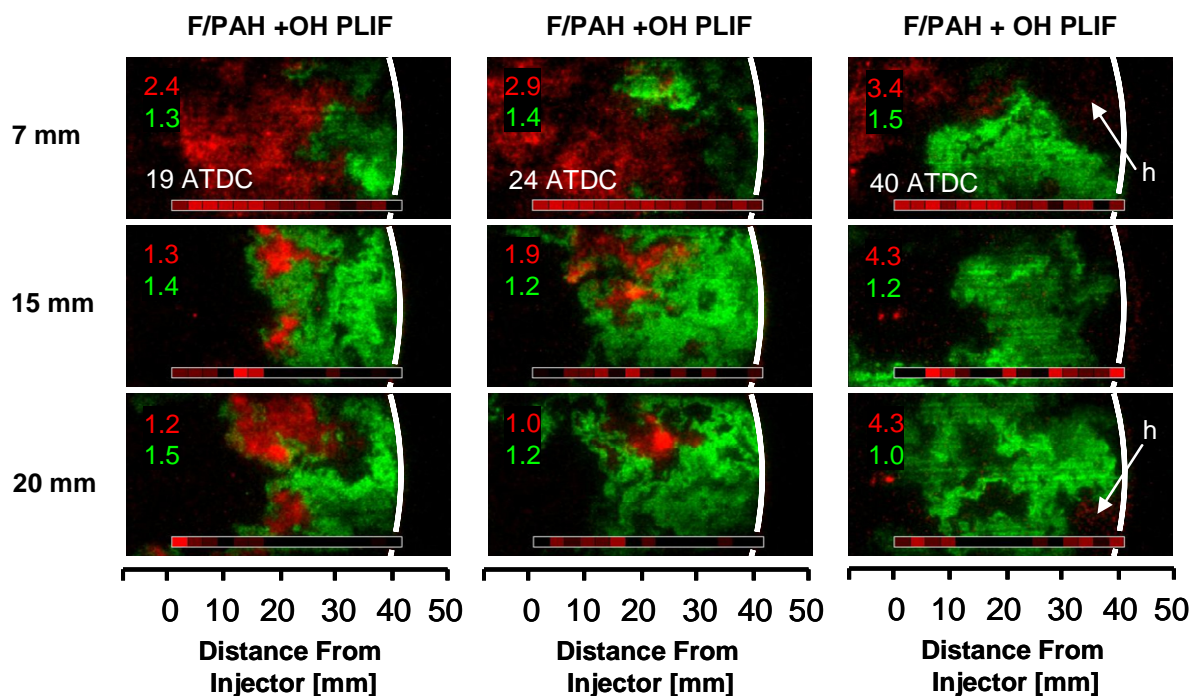 F/PAH +OH PLIF F/PAH +OH PLIF F/PAH + OH PLIF
7 mm
2.4
1.3
19 ATDC
2.9
1.4
24 ATDC
3.4
1.5
40 ATDC
h
15 mm
1.3
1.4
1.9
1.2
4.3
1.2
20 mm
1.2
1.5
1.0
1.2
4.3
1.0
h
0 10 20 30 40 50 0 10 20 30 40 50 0 10 20 30 40 50
Distance From Distance From Distance From
Injector [mm] Injector [mm] Injector [mm]